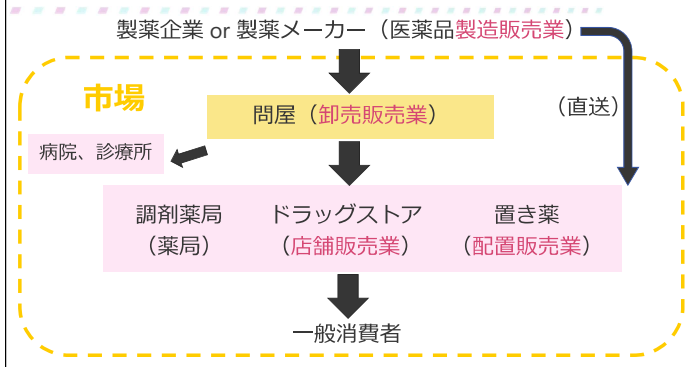 製薬企業 or 製薬メーカー（医薬品製造販売業）
市場
問屋（卸売販売業）
（直送）
病院、診療所
調剤薬局
（薬局）
ドラッグストア
（店舗販売業）
置き薬
（配置販売業）
一般消費者